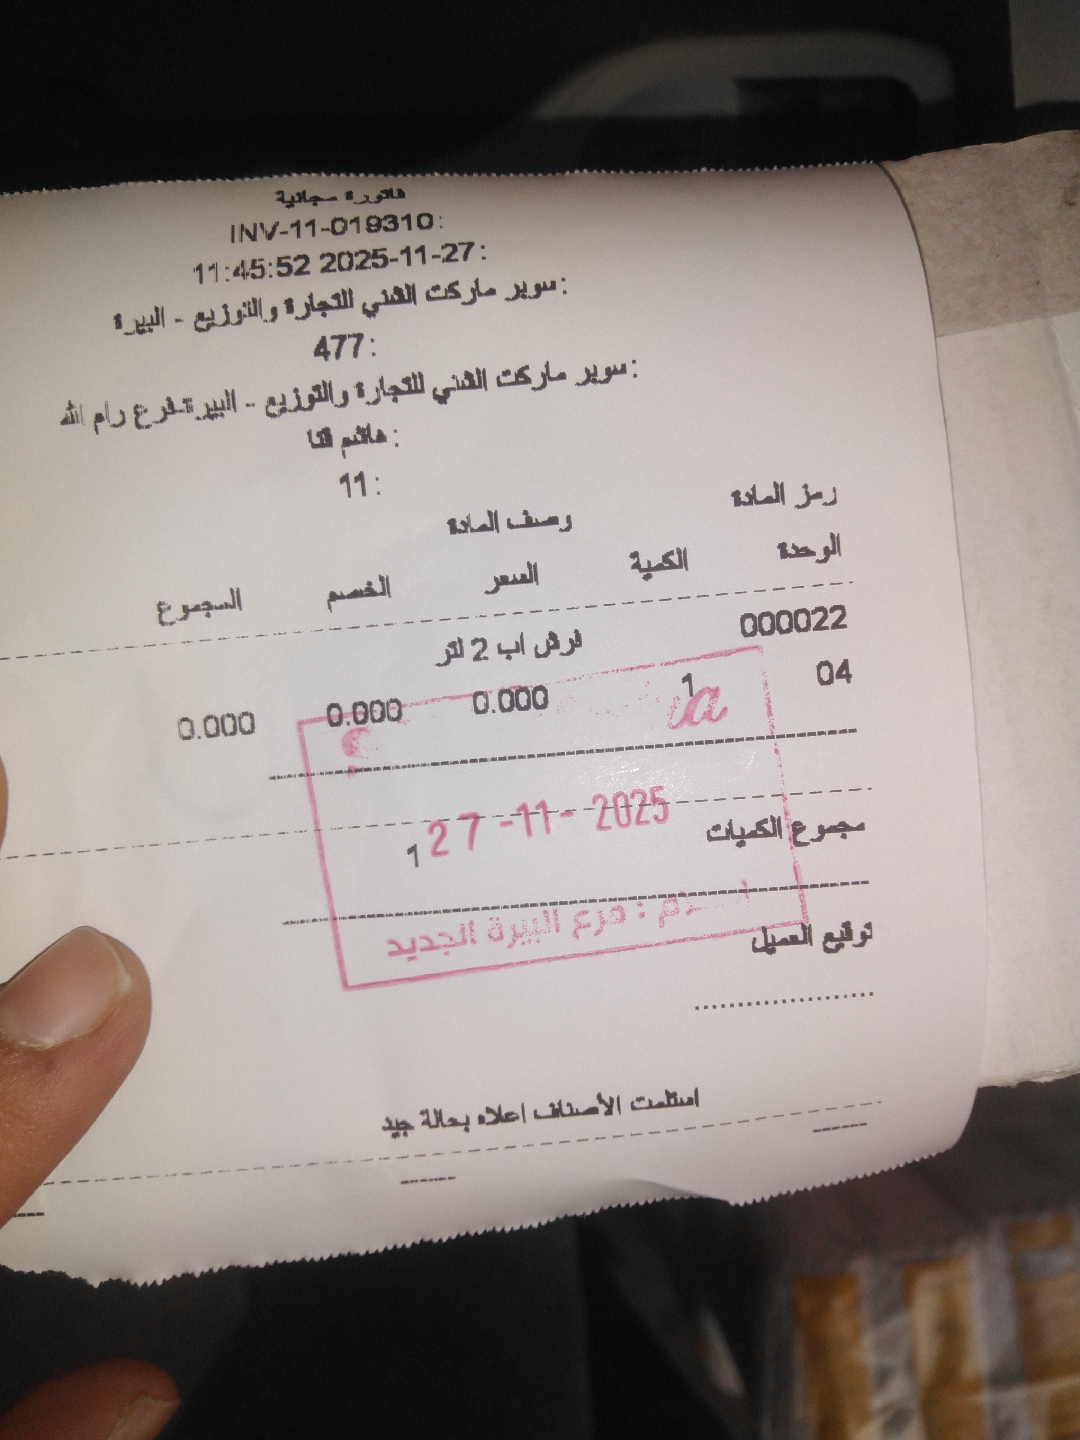 فاتورة مجانية
INV-11-019310:
11:45:52 2025-11-27:
:سوبر ماركت الشني للتجارة والتوزيع - البيرة
477:
:سوبر ماركت الشني للتجارة والتوزيع - البيرة-فرع رام الله
:هاشم قنا
11:
رمز المادة وصف المادة
الوحدة الكمية السعر الخصم المجموع
000022 فرش اب 2 لتر
04 1 0.000 0.000 0.000
27-11-2025
مجموع الكميات 1
فرع البيرة الجديد
توقيع العميل
استلمت الأصناف اعلاه بحالة جيد